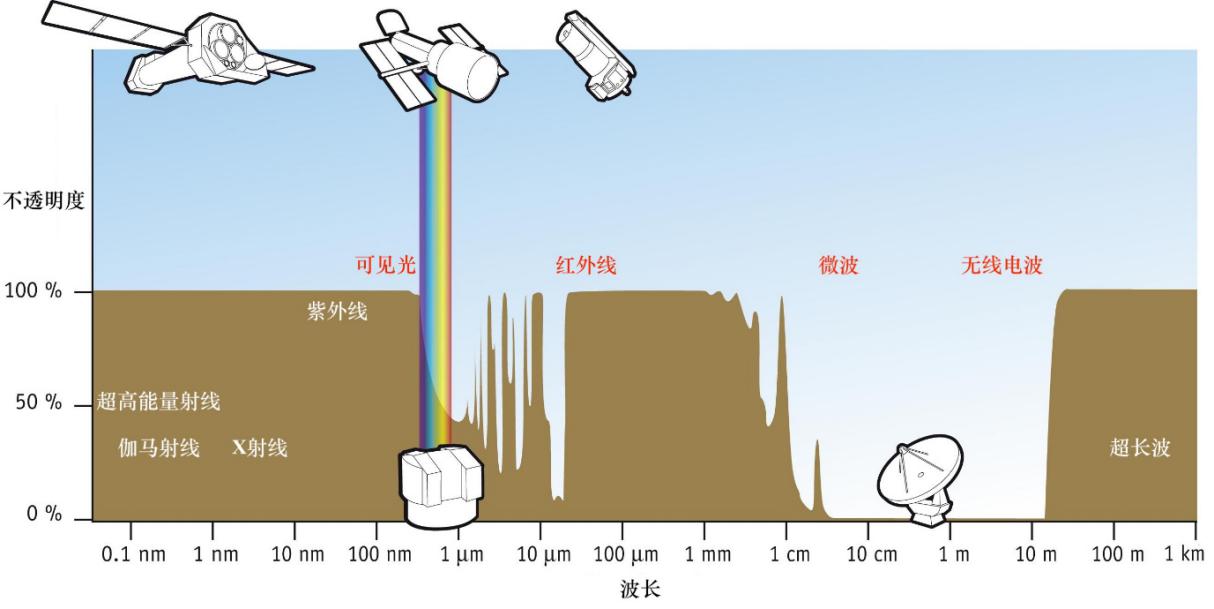 不透明度
可见光
红外线
微波
无线电波
100 %
紫外线
50 %
超高能量射线
伽马射线
X射线
超长波
0 %
0.1 nm
1 nm
10 nm
100 nm
1 μm
10 μm
100 μm
1 mm
1 cm
10 cm
1 m
10 m
100 m
1 km
波长